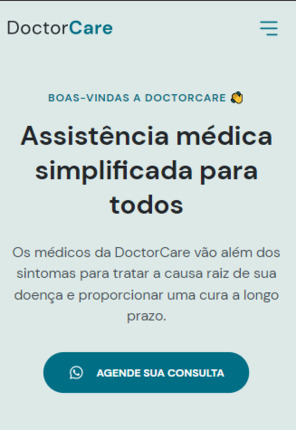 DoctorCare
BOAS-VINDAS A DOCTORCARE 👋
Assistência médica
simplificada para
todos
Os médicos da DoctorCare vão além dos
sintomas para tratar a causa raiz de sua
doença e proporcionar uma cura a longo
prazo.
AGENDE SUA CONSULTA